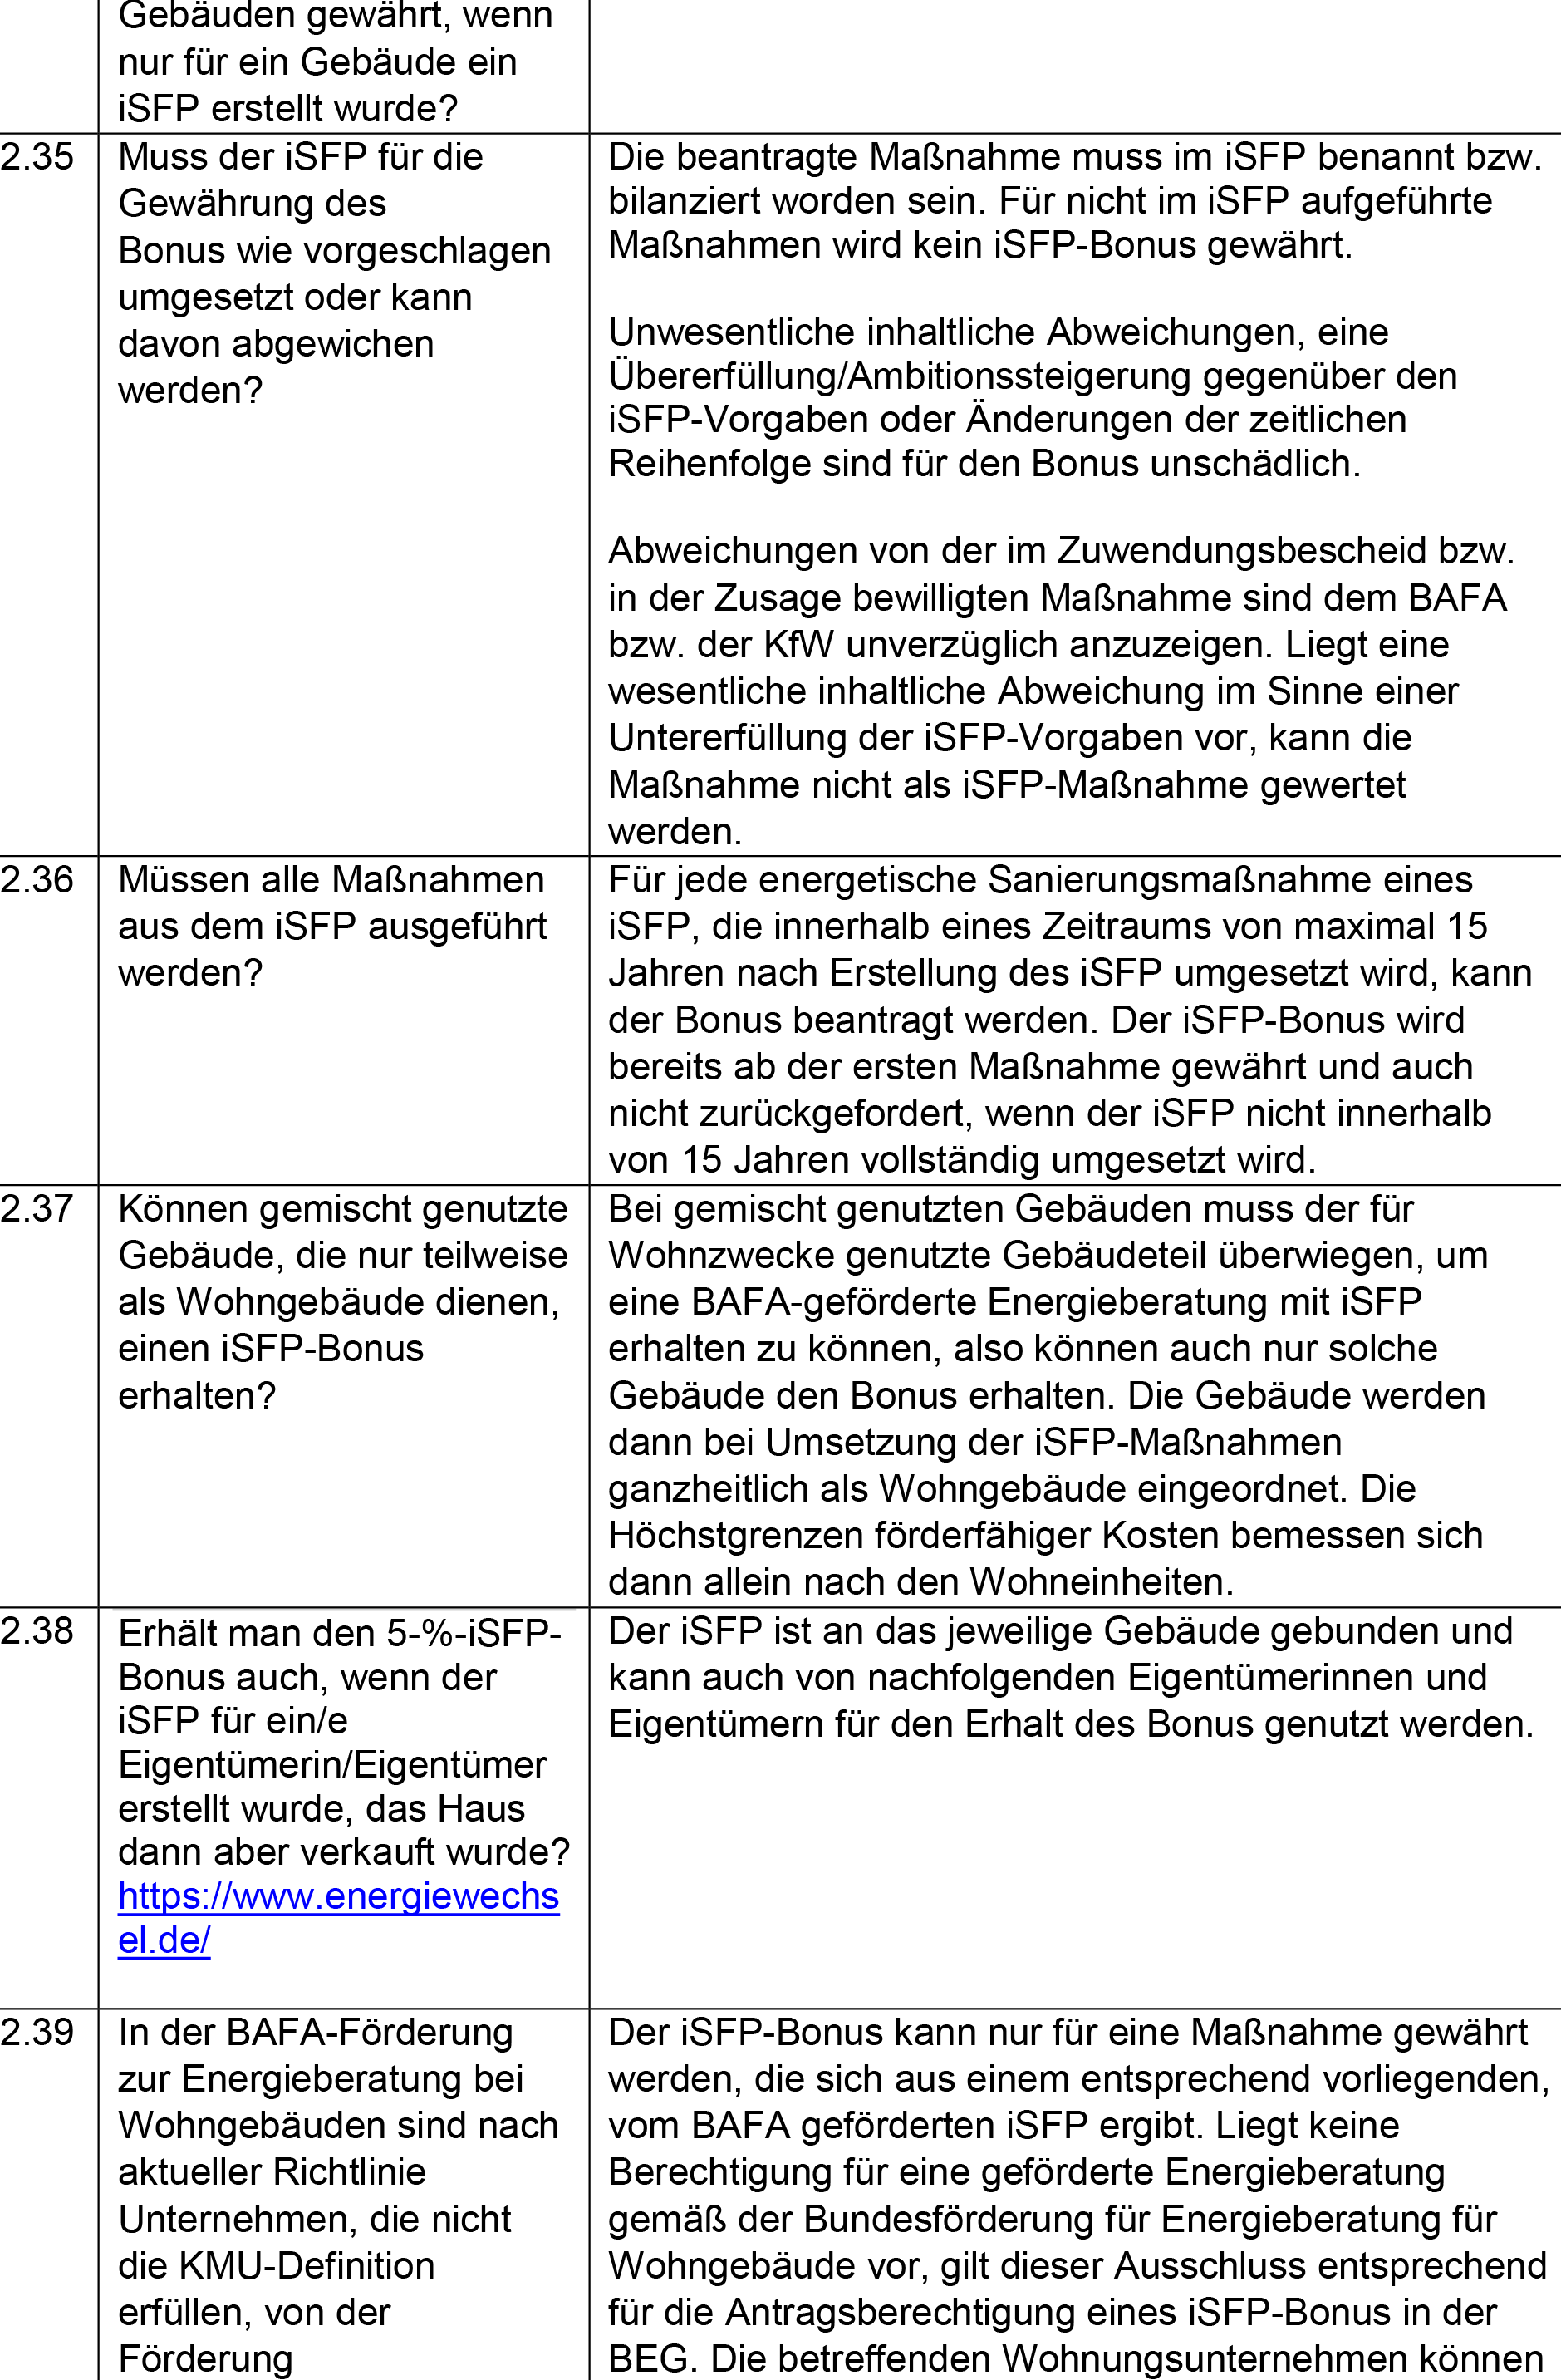 Gebäuden gewährt, wenn
nur für ein Gebäude ein
iSFP erstellt wurde?
2.35
Muss der iSFP für die
Gewährung des
Bonus wie vorgeschlagen
umgesetzt oder kann
davon abgewichen
werden?
Die beantragte Maßnahme muss im iSFP benannt bzw.
bilanziert worden sein. Für nicht im iSFP aufgeführte
Maßnahmen wird kein iSFP-Bonus gewährt.
Unwesentliche inhaltliche Abweichungen, eine
Übererfüllung/Ambitionssteigerung gegenüber den
iSFP-Vorgaben oder Änderungen der zeitlichen
Reihenfolge sind für den Bonus unschädlich.
Abweichungen von der im Zuwendungsbescheid bzw.
in der Zusage bewilligten Maßnahme sind dem BAFA
bzw. der KfW unverzüglich anzuzeigen. Liegt eine
wesentliche inhaltliche Abweichung im Sinne einer
Untererfüllung der iSFP-Vorgaben vor, kann die
Maßnahme nicht als iSFP-Maßnahme gewertet
werden.
2.36
Müssen alle Maßnahmen
aus dem iSFP ausgeführt
werden?
Für jede energetische Sanierungsmaßnahme eines
iSFP, die innerhalb eines Zeitraums von maximal 15
Jahren nach Erstellung des iSFP umgesetzt wird, kann
der Bonus beantragt werden. Der iSFP-Bonus wird
bereits ab der ersten Maßnahme gewährt und auch
nicht zurückgefordert, wenn der iSFP nicht innerhalb
von 15 Jahren vollständig umgesetzt wird.
2.37
Können gemischt genutzte
Gebäude, die nur teilweise
als Wohngebäude dienen,
einen iSFP-Bonus
erhalten?
Bei gemischt genutzten Gebäuden muss der für
Wohnzwecke genutzte Gebäudeteil überwiegen, um
eine BAFA-geförderte Energieberatung mit iSFP
erhalten zu können, also können auch nur solche
Gebäude den Bonus erhalten. Die Gebäude werden
dann bei Umsetzung der iSFP-Maßnahmen
ganzheitlich als Wohngebäude eingeordnet. Die
Höchstgrenzen förderfähiger Kosten bemessen sich
dann allein nach den Wohneinheiten.
2.38
Erhält man den 5-%-iSFP-
Bonus auch, wenn der
iSFP für ein/e
Eigentümerin/Eigentümer
erstellt wurde, das Haus
dann aber verkauft wurde?
https://www.energiewechs
el.de/
Der iSFP ist an das jeweilige Gebäude gebunden und
kann auch von nachfolgenden Eigentümerinnen und
Eigentümern für den Erhalt des Bonus genutzt werden.
2.39
In der BAFA-Förderung
zur Energieberatung bei
Wohngebäuden sind nach
aktueller Richtlinie
Unternehmen, die nicht
die KMU-Definition
erfüllen, von der
Förderung
Der iSFP-Bonus kann nur für eine Maßnahme gewährt
werden, die sich aus einem entsprechend vorliegenden,
vom BAFA geförderten iSFP ergibt. Liegt keine
Berechtigung für eine geförderte Energieberatung
gemäß der Bundesförderung für Energieberatung für
Wohngebäude vor, gilt dieser Ausschluss entsprechend
für die Antragsberechtigung eines iSFP-Bonus in der
BEG. Die betreffenden Wohnungsunternehmen können